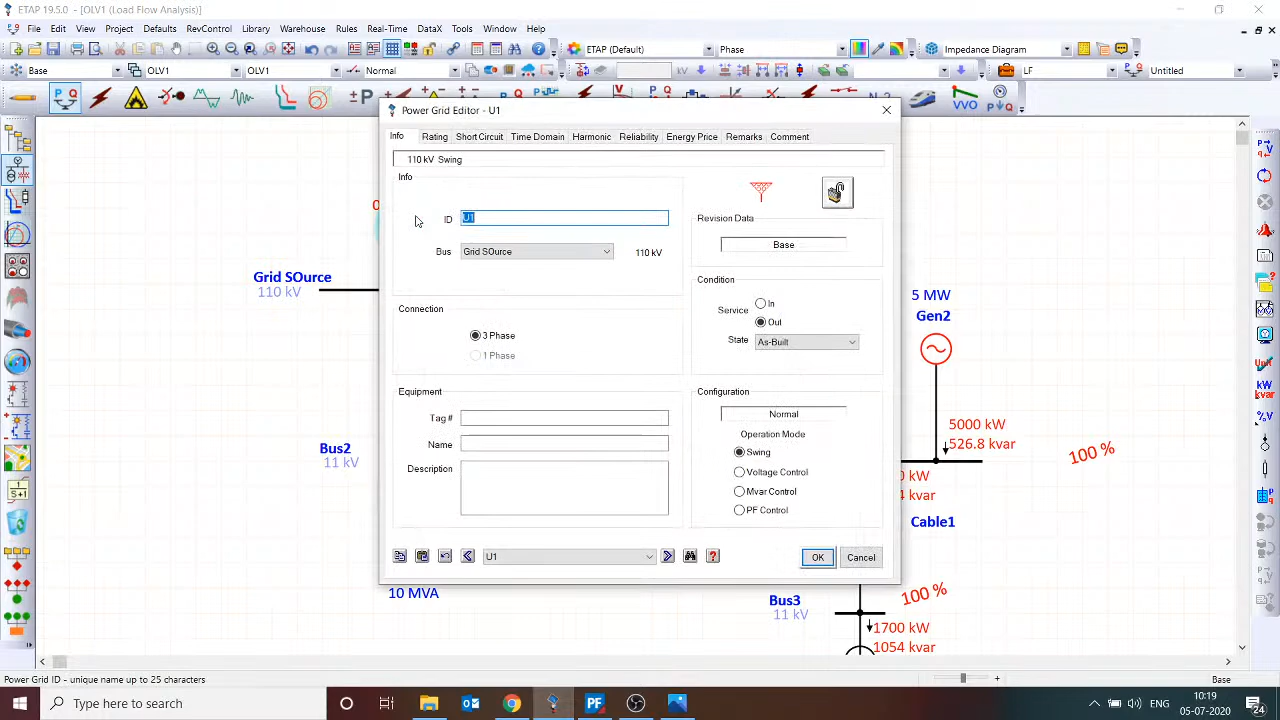 ETAP 19.5.0 - [OLV1 (Load Flow Analysis)]
File Edit View Project Defaults RevControl Library Warehouse Rules Real-Time DataX Tools Window Help
ETAP (Default) Phase Impedance Diagram
Base OLV1 OLV1 Normal kV LF Untitled
Power Grid Editor - U1
Info Rating Short Circuit Time Domain Harmonic Reliability Energy Price Remarks Comment
110 kV Swing
Info
ID U1
Bus Grid SOurce 110 kV
Revision Data
Base
Condition
Service In
Out
State As-Built
Connection
3 Phase
1 Phase
Equipment
Tag #
Name
Description
Configuration
Normal
Operation Mode
Swing
Voltage Control
Mvar Control
PF Control
U1
OK Cancel
Grid SOurce
110 kV
Bus2
11 kV
10 MVA
5 MW
Gen2
5000 kW
526.8 kvar
100 %
Cable1
100 %
Bus3
11 kV
1700 kW
1054 kvar
VVO
Power Grid ID - unique name up to 25 characters
Base
Type here to search
PF
ENG
10:19
05-07-2020
24